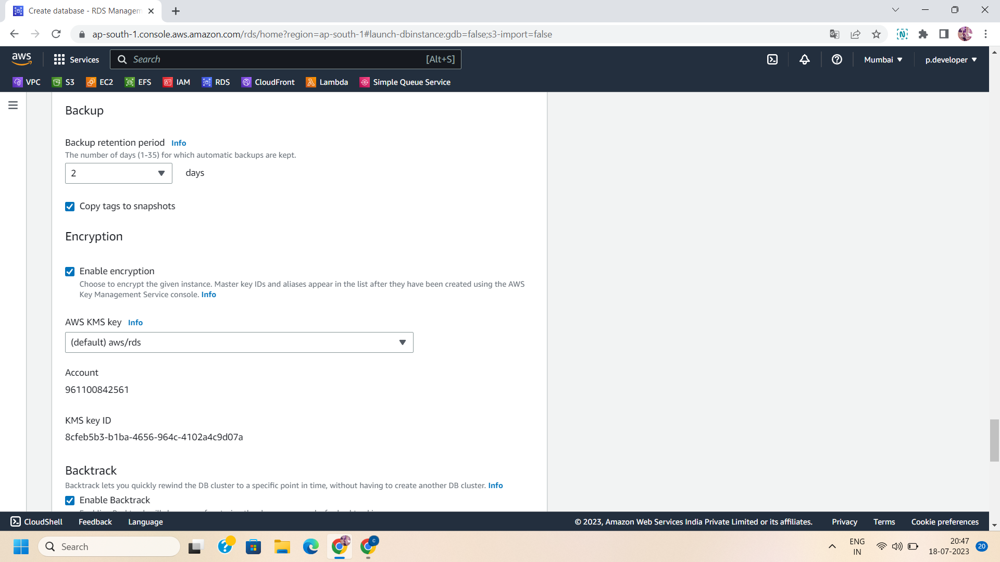 Create database - RDS Managem
ap-south-1.console.aws.amazon.com/rds/home?region=ap-south-1#launch-dbinstance:gdb=false;s3-import=false
aws
Services
Search
[Alt+S]
Mumbai
p.developer
VPC
S3
EC2
EFS
IAM
RDS
CloudFront
Lambda
Simple Queue Service
Backup
Backup retention period Info
The number of days (1-35) for which automatic backups are kept.
2
days
Copy tags to snapshots
Encryption
Enable encryption
Choose to encrypt the given instance. Master key IDs and aliases appear in the list after they have been created using the AWS
Key Management Service console. Info
AWS KMS key Info
(default) aws/rds
Account
961100842561
KMS key ID
8cfeb5b3-b1ba-4656-964c-4102a4c9d07a
Backtrack
Backtrack lets you quickly rewind the DB cluster to a specific point in time, without having to create another DB cluster. Info
Enable Backtrack
CloudShell
Feedback
Language
© 2023, Amazon Web Services India Private Limited or its affiliates.
Privacy
Terms
Cookie preferences
Search
ENG
IN
20:47
18-07-2023
20